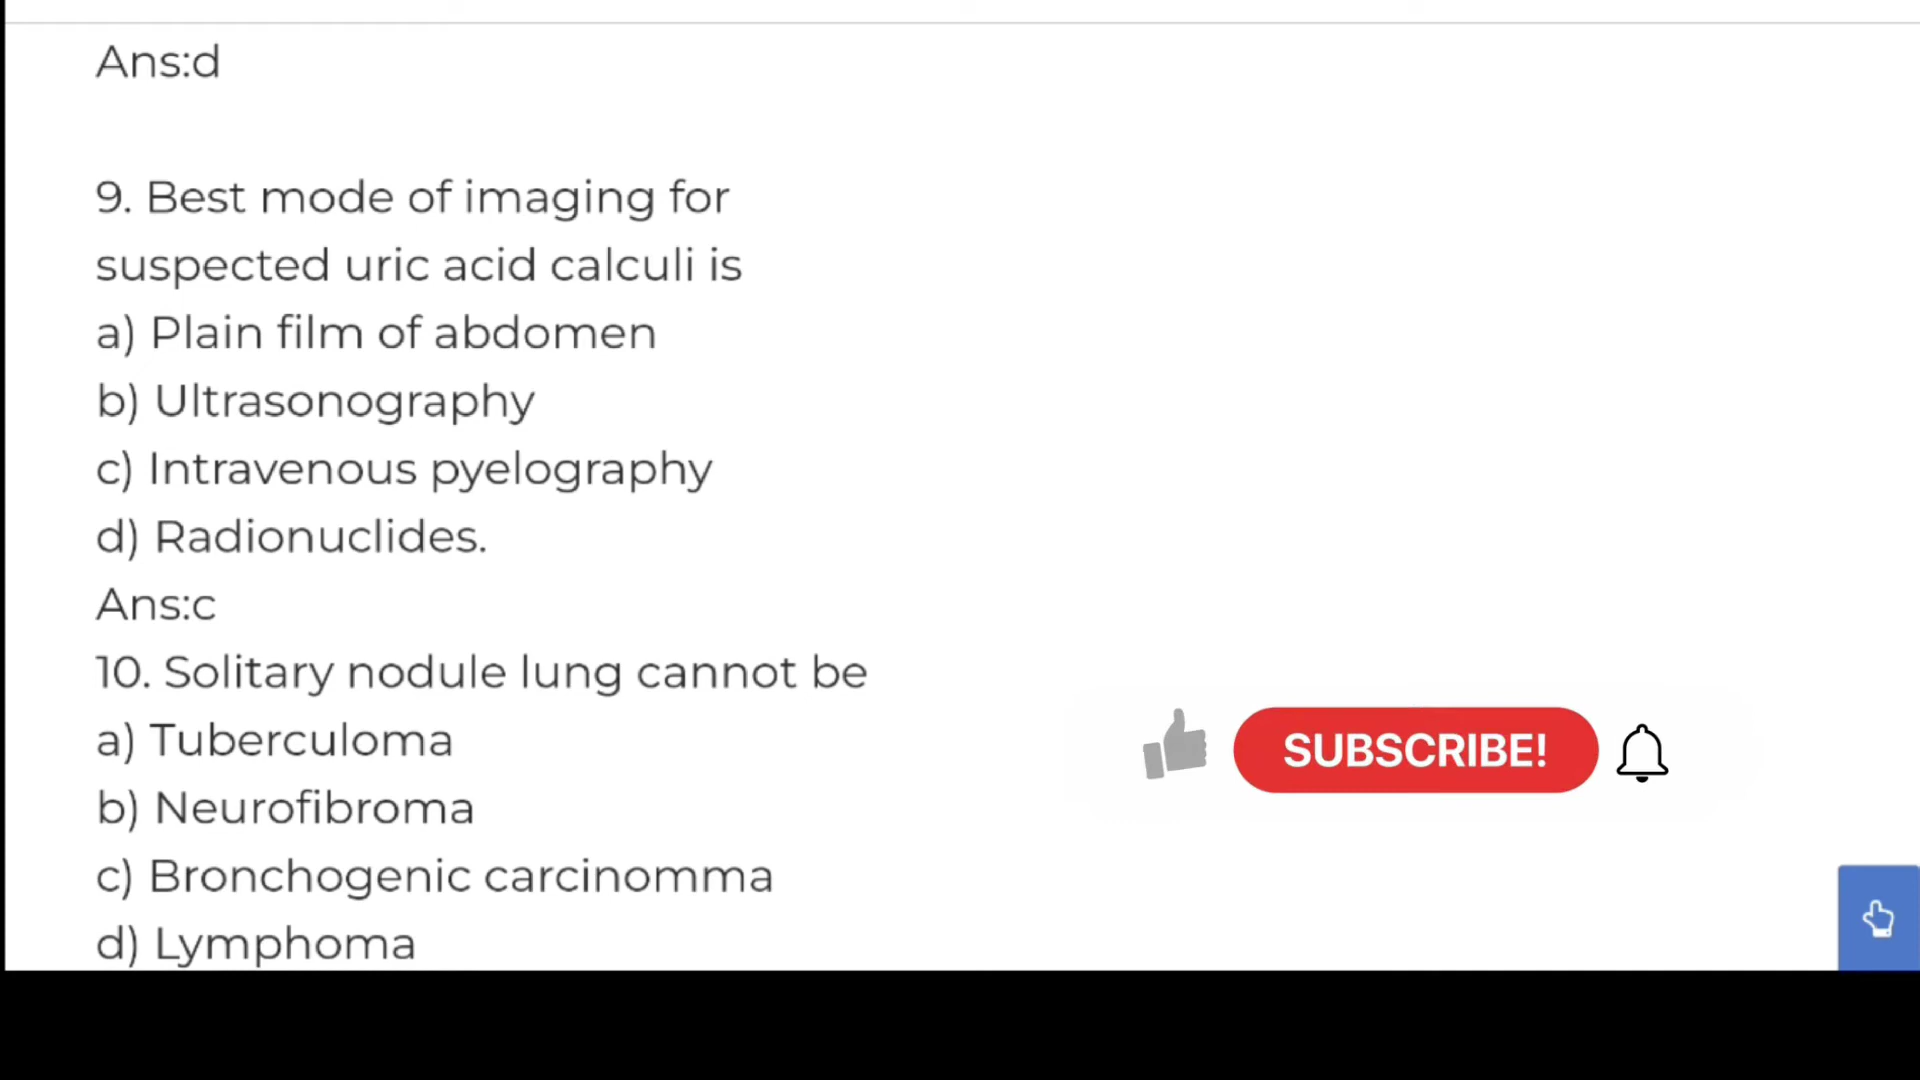 Ans:d
9. Best mode of imaging for
suspected uric acid calculi is
a) Plain film of abdomen
b) Ultrasonography
c) Intravenous pyelography
d) Radionuclides.
Ans:c
10. Solitary nodule lung cannot be
a) Tuberculoma
b) Neurofibroma
c) Bronchogenic carcinomma
d) Lymphoma
SUBSCRIBE!